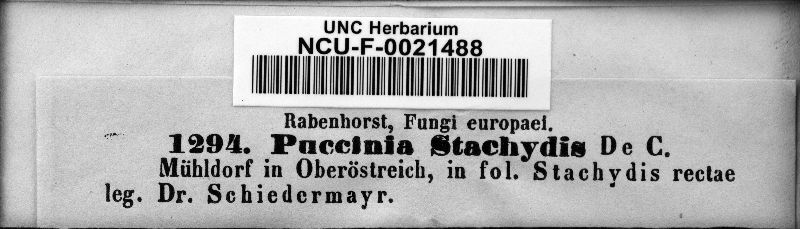 UNC Herbarium
NCU-F-0021488
Rabenhorst, Fungi europaei.
1294. Puccinia Stachydis De C.
Mühldorf in Oberöstreich, in fol. Stachydis rectae
leg. Dr. Schiedermayr.